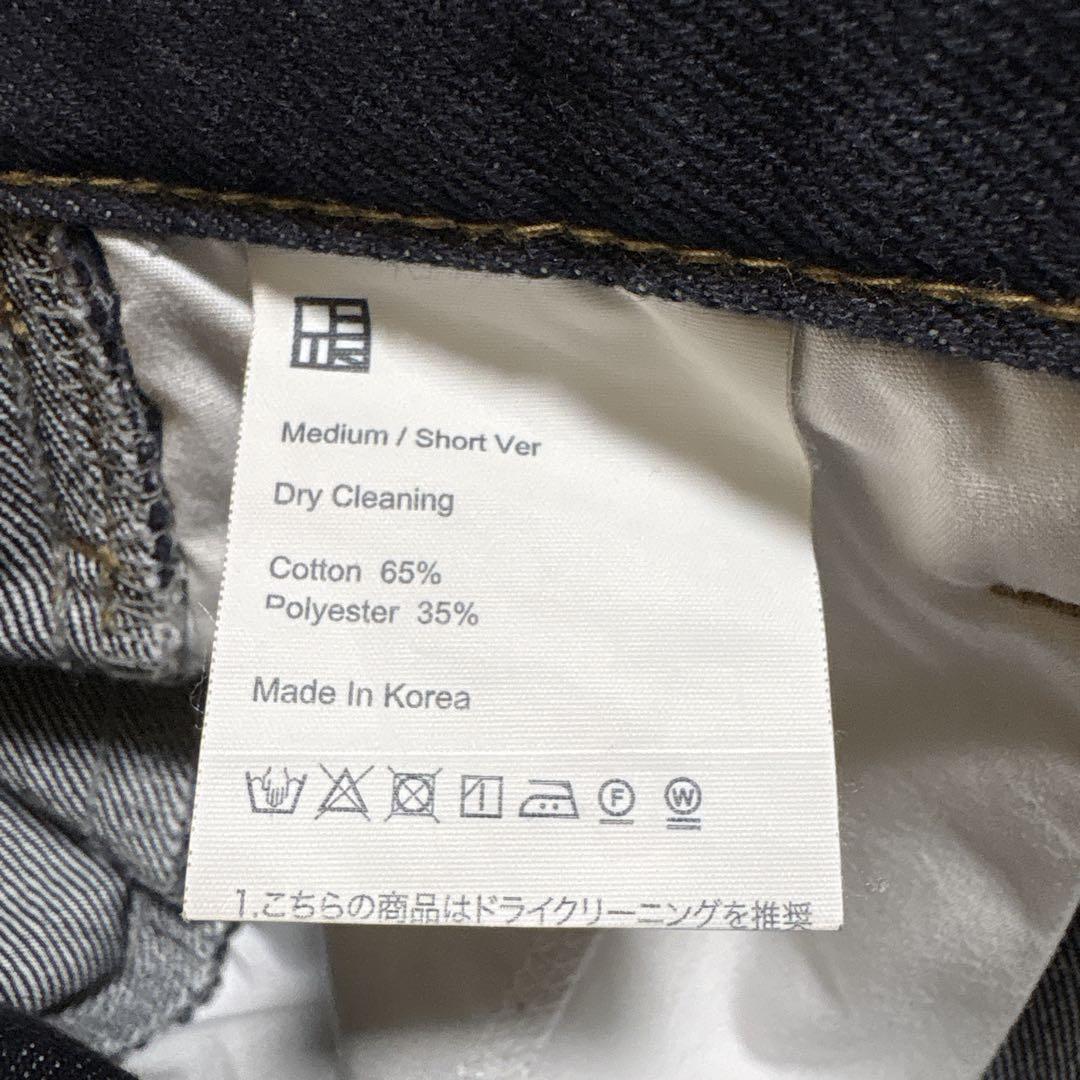 Medium / Short Ver
Dry Cleaning
Cotton 65%
Polyester 35%
Made In Korea
F W
1.こちらの商品はドライクリーニングを推奨